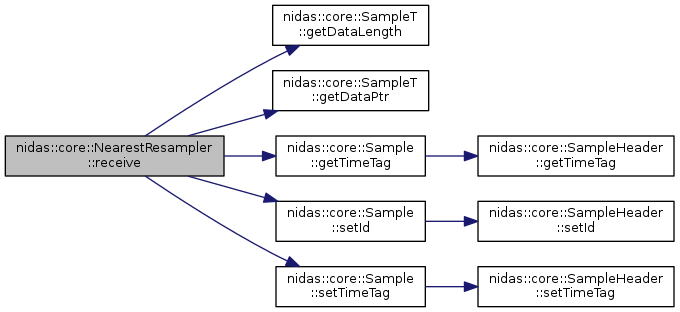 nidas::core::SampleT
::getDataLength
nidas::core::SampleT
::getDataPtr
nidas::core::NearestResampler
::receive
nidas::core::Sample
::getTimeTag
nidas::core::SampleHeader
::getTimeTag
nidas::core::Sample
::setId
nidas::core::SampleHeader
::setId
nidas::core::Sample
::setTimeTag
nidas::core::SampleHeader
::setTimeTag